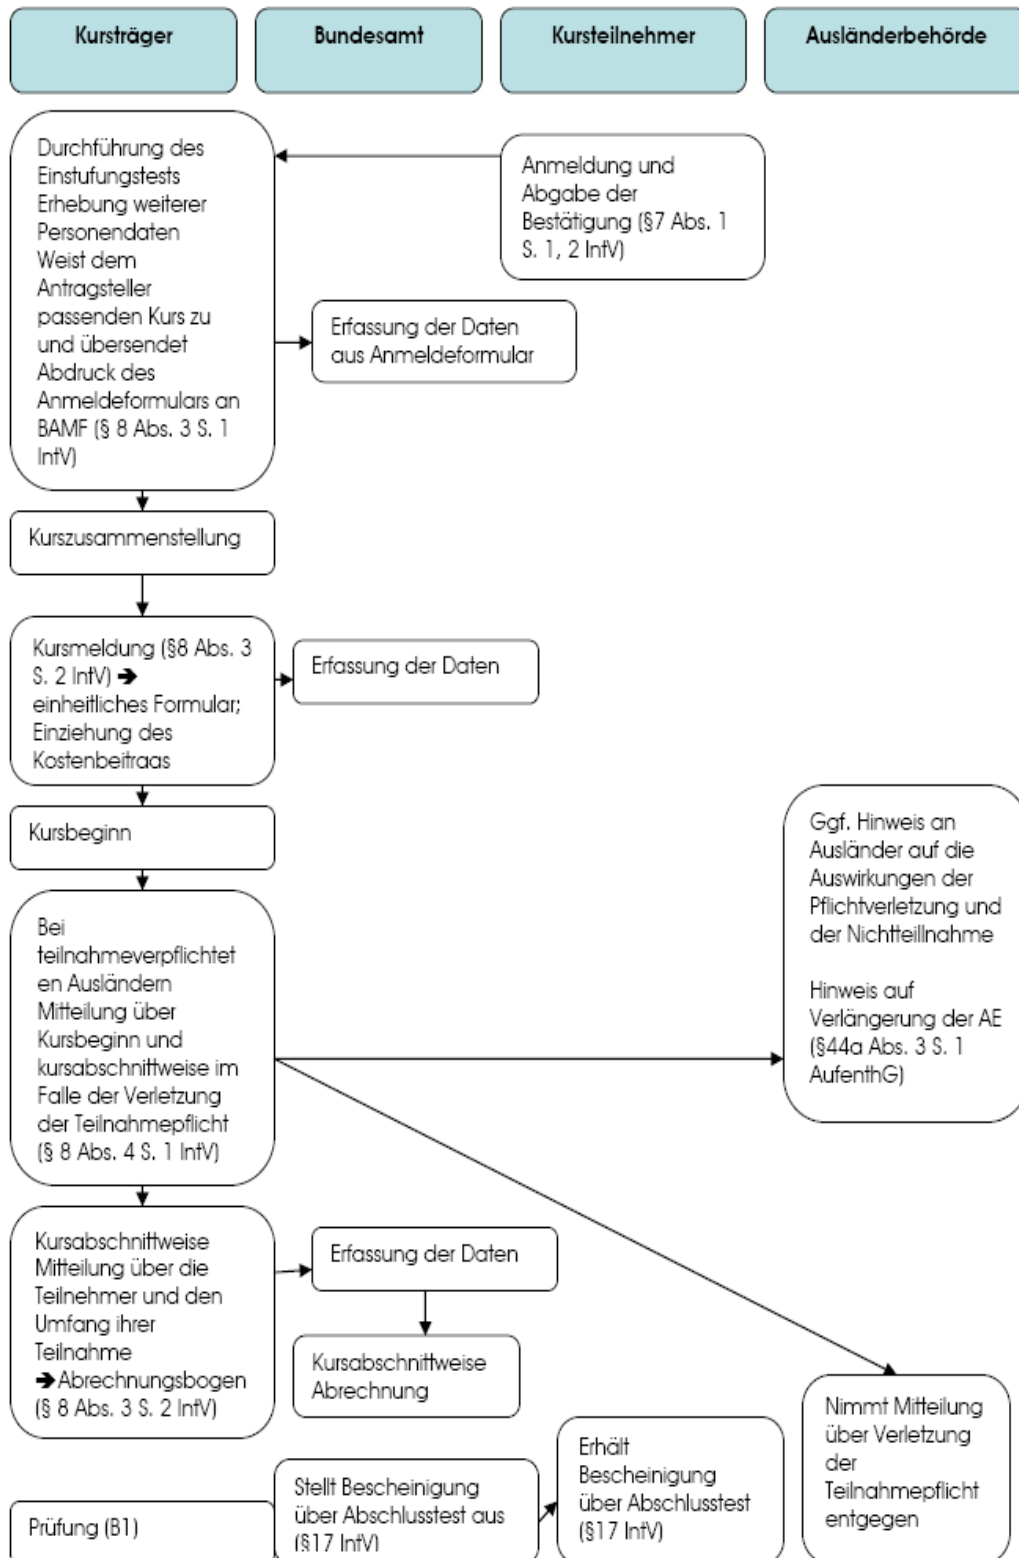 Kursträger
Bundesamt
Kursteilnehmer
Ausländerbehörde
Durchführung des
Einstufungstests
Erhebung weiterer
Personendaten
Weist dem
Antragsteller
passenden Kurs zu
und übersendet
Abdruck des
Anmeldeformulars an
BAMF (§ 8 Abs. 3 S. 1
IntV)
Anmeldung und
Abgabe der
Bestätigung (§7 Abs. 1
S. 1, 2 IntV)
Erfassung der Daten
aus Anmeldeformular
Kurszusammenstellung
Kursmeldung (§8 Abs. 3
S. 2 IntV) ➔
einheitliches Formular;
Einziehung des
Kostenbeitraas
Erfassung der Daten
Kursbeginn
Ggf. Hinweis an
Ausländer auf die
Auswirkungen der
Pflichtverletzung und
der Nichtteillnahme
Hinweis auf
Verlängerung der AE
(§44a Abs. 3 S. 1
AufenthG)
Bei
teilnahmeverpflichtet
en Ausländern
Mitteilung über
Kursbeginn und
kursabschnittweise im
Falle der Verletzung
der Teilnahmepflicht
(§ 8 Abs. 4 S. 1 IntV)
Kursabschnittweise
Mitteilung über die
Teilnehmer und den
Umfang ihrer
Teilnahme
➔Abrechnungsbogen
(§ 8 Abs. 3 S. 2 IntV)
Erfassung der Daten
Kursabschnittweise
Abrechnung
Nimmt Mitteilung
über Verletzung
der
Teilnahmepflicht
entgegen
Prüfung (B1)
Stellt Bescheinigung
über Abschlusstest aus
(§17 IntV)
Erhält
Bescheinigung
über Abschlusstest
(§17 IntV)